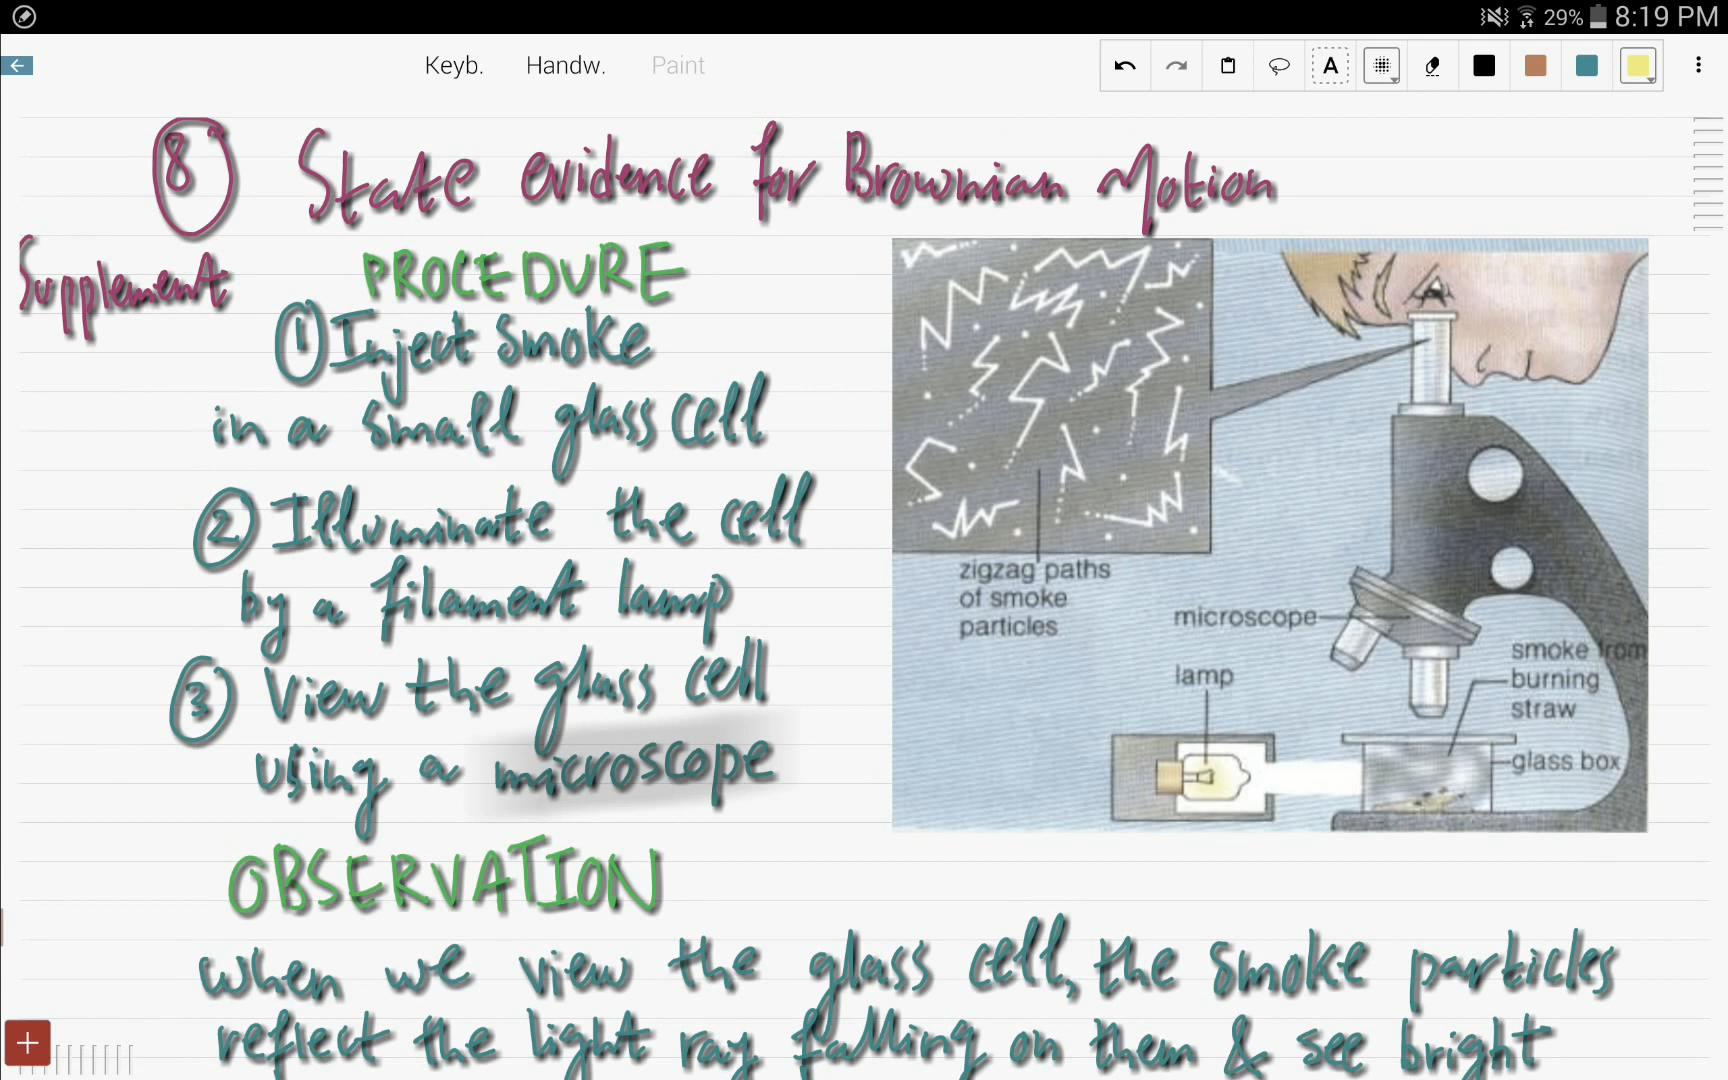 29% 8:19 PM
Keyb. Handw. Paint
A
8 State evidence for Brownian Motion
Supplement
PROCEDURE
1 Inject smoke
in a small glass cell
2 Illuminate the cell
by a filament lamp
3 View the glass cell
using a microscope
zigzag paths
of smoke
particles
microscope
lamp
smoke from
burning
straw
glass box
OBSERVATION
when we view the glass cell, the smoke particles
reflect the light ray falling on them & see bright